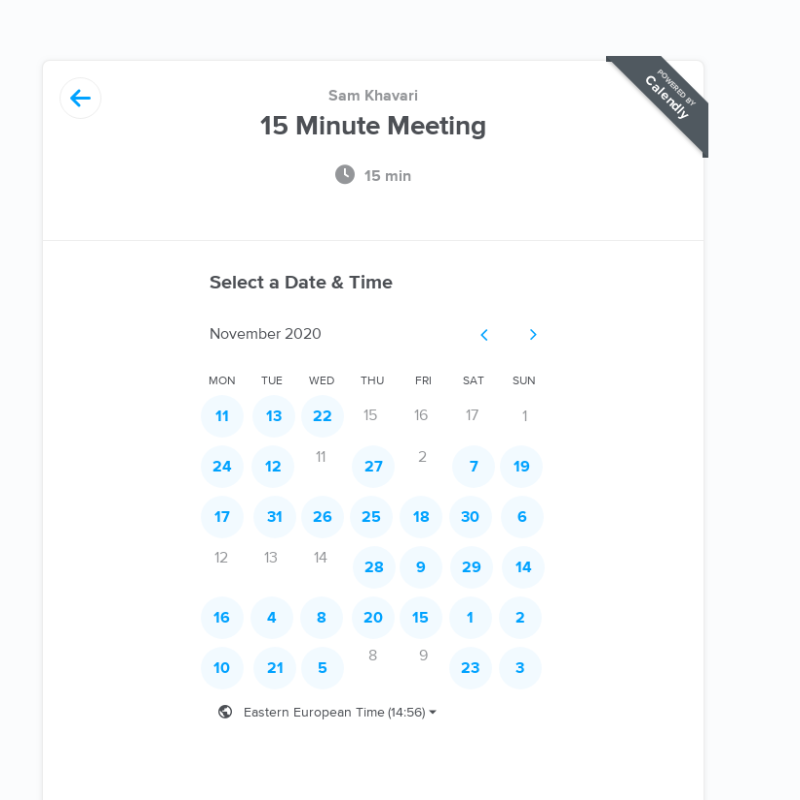 POWERED BY
Calendly
Sam Khavari
15 Minute Meeting
15 min
Select a Date & Time
November 2020
MON TUE WED THU FRI SAT SUN
11 13 22 15 16 17 1
24 12 11 27 2 7 19
17 31 26 25 18 30 6
12 13 14 28 9 29 14
16 4 8 20 15 1 2
10 21 5 8 9 23 3
Eastern European Time (14:56)